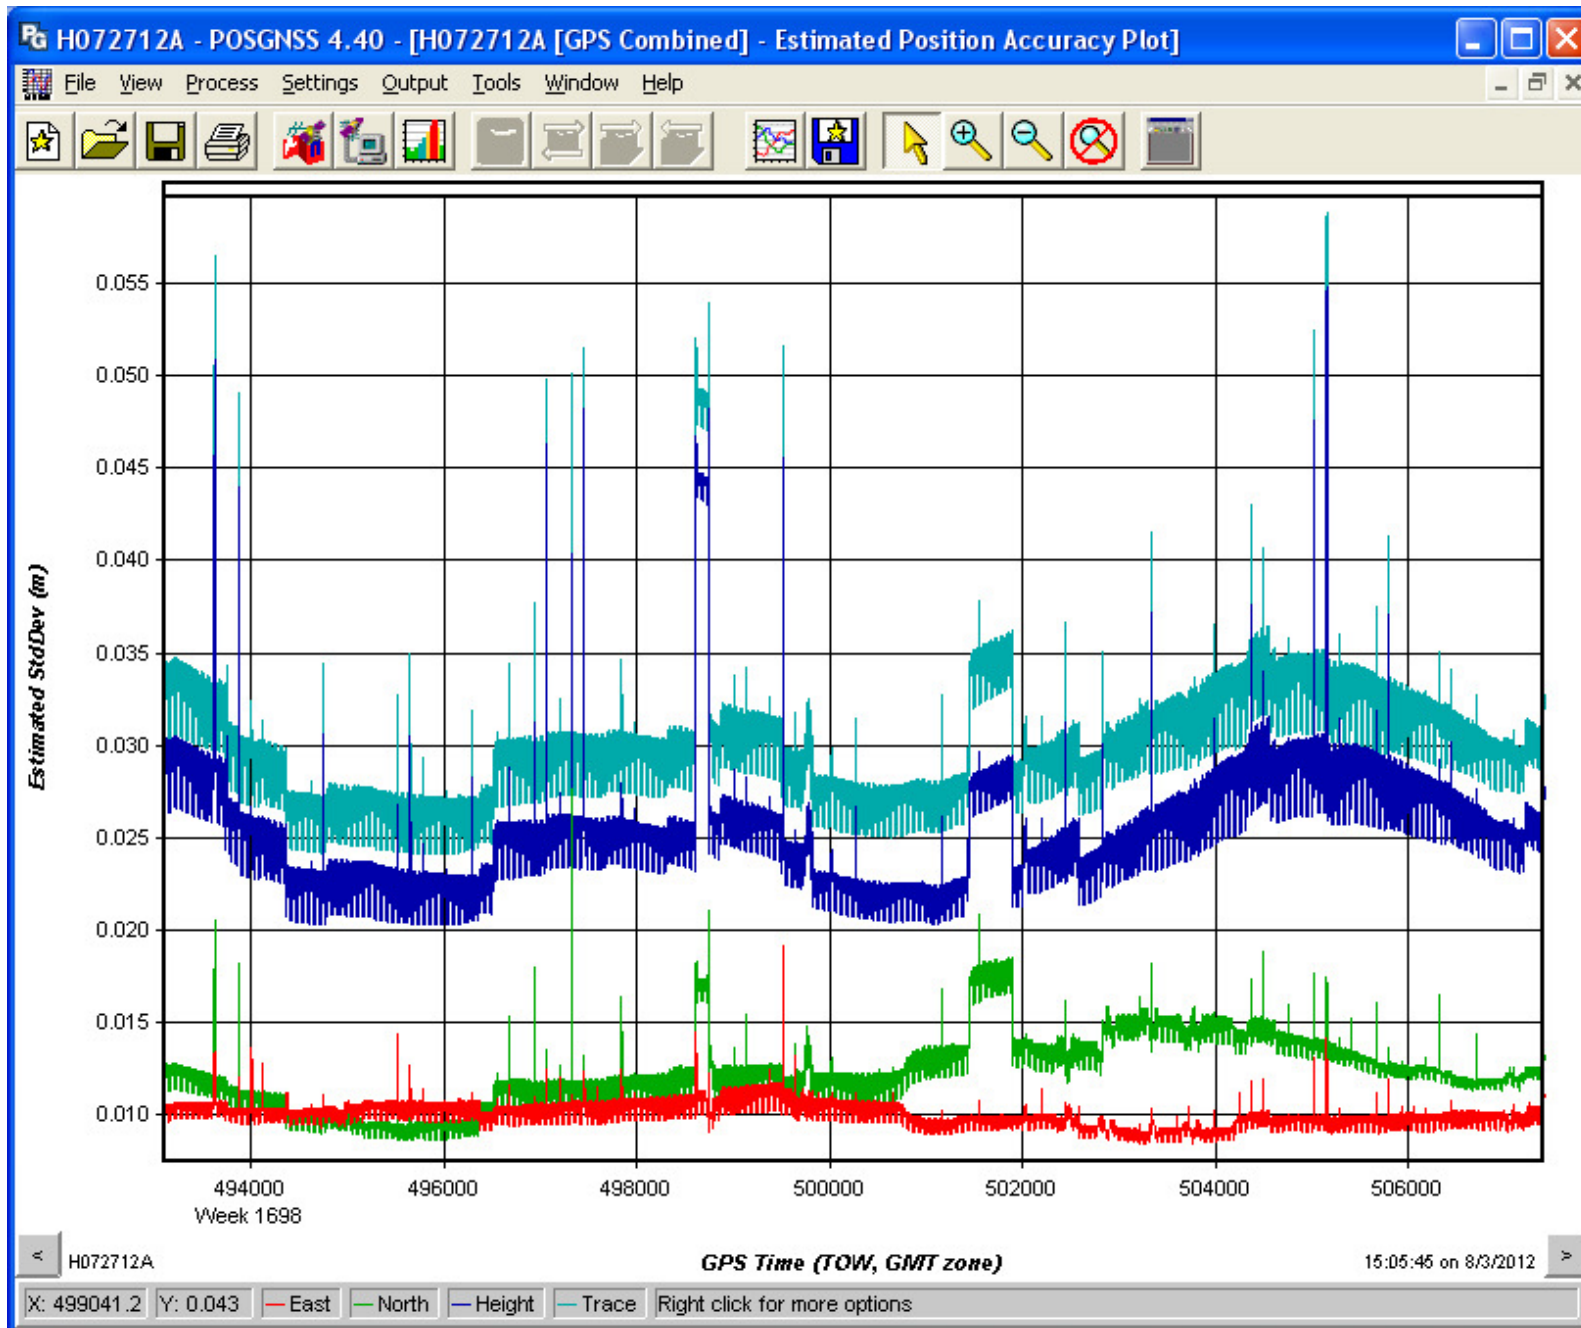 H072712A - POSGNSS 4.40 - [H072712A [GPS Combined] - Estimated Position Accuracy Plot]
File View Process Settings Output Tools Window Help
0.055
0.050
0.045
0.040
0.035
0.030
0.025
0.020
0.015
0.010
Estimated StdDev (m)
494000 496000 498000 500000 502000 504000 506000
Week 1698
< H072712A GPS Time (TOW, GMT zone) 15:05:45 on 8/3/2012 >
X: 499041.2 Y: 0.043 East North Height Trace Right click for more options